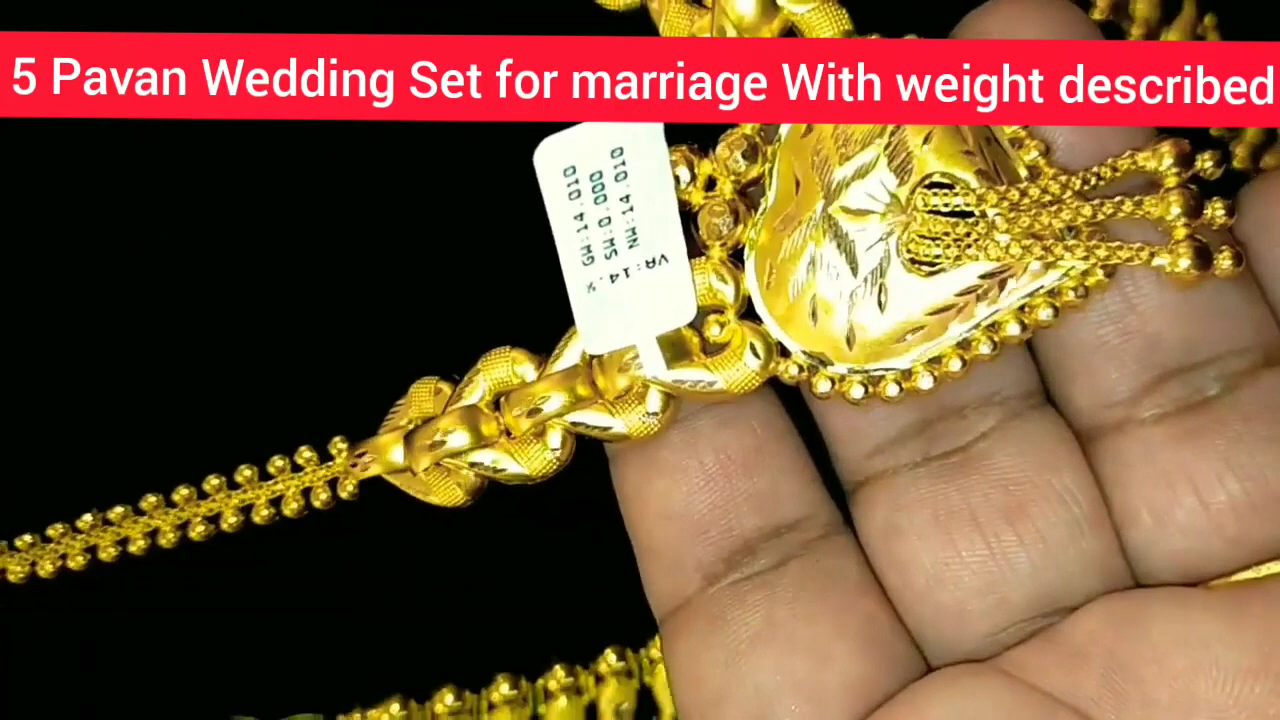 5 Pavan Wedding Set for marriage With weight described
VA:14.%
NW:14.010
SW:0.000
GW:14.010